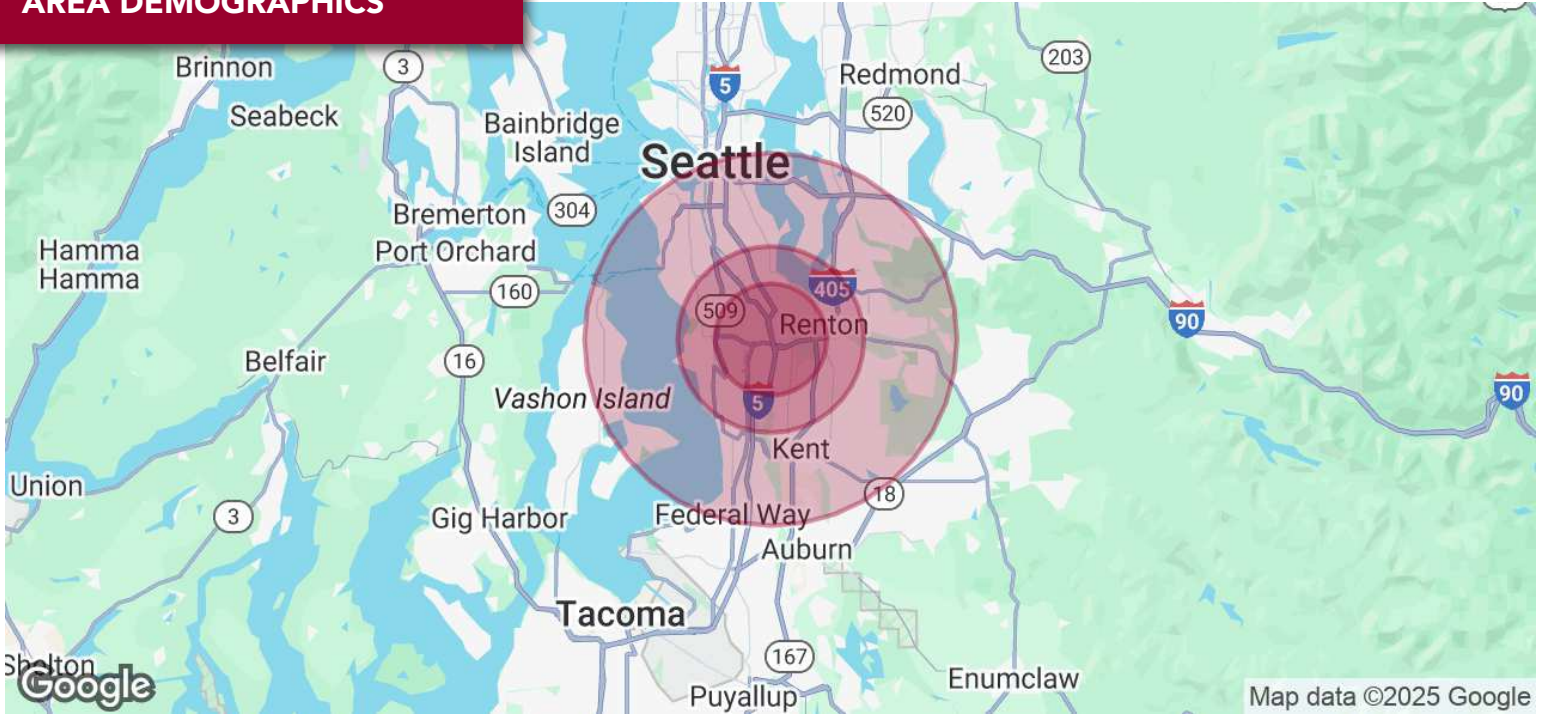 AREA DEMOGRAPHICS
Brinnon
3
5
Redmond
203
Seabeck
520
Bainbridge
Island
Seattle
Bremerton
304
Hamma
Hamma
Port Orchard
160
405
509
Renton
90
Belfair
16
Vashon Island
5
90
Kent
Union
3
18
Gig Harbor
Federal Way
Auburn
Tacoma
167
Shelton
Enumclaw
Puyallup
Google
Map data ©2025 Google